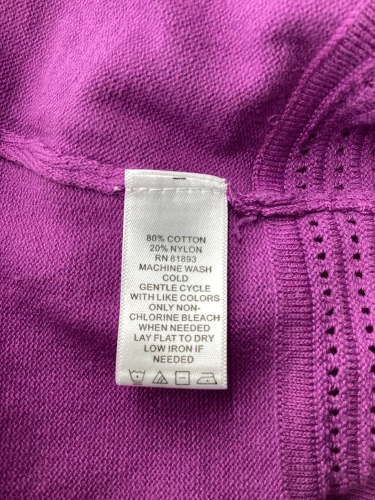 80% COTTON
20% NYLON
RN 81893
MACHINE WASH
COLD
GENTLE CYCLE
WITH LIKE COLORS
ONLY NON-
CHLORINE BLEACH
WHEN NEEDED
LAY FLAT TO DRY
LOW IRON IF
NEEDED